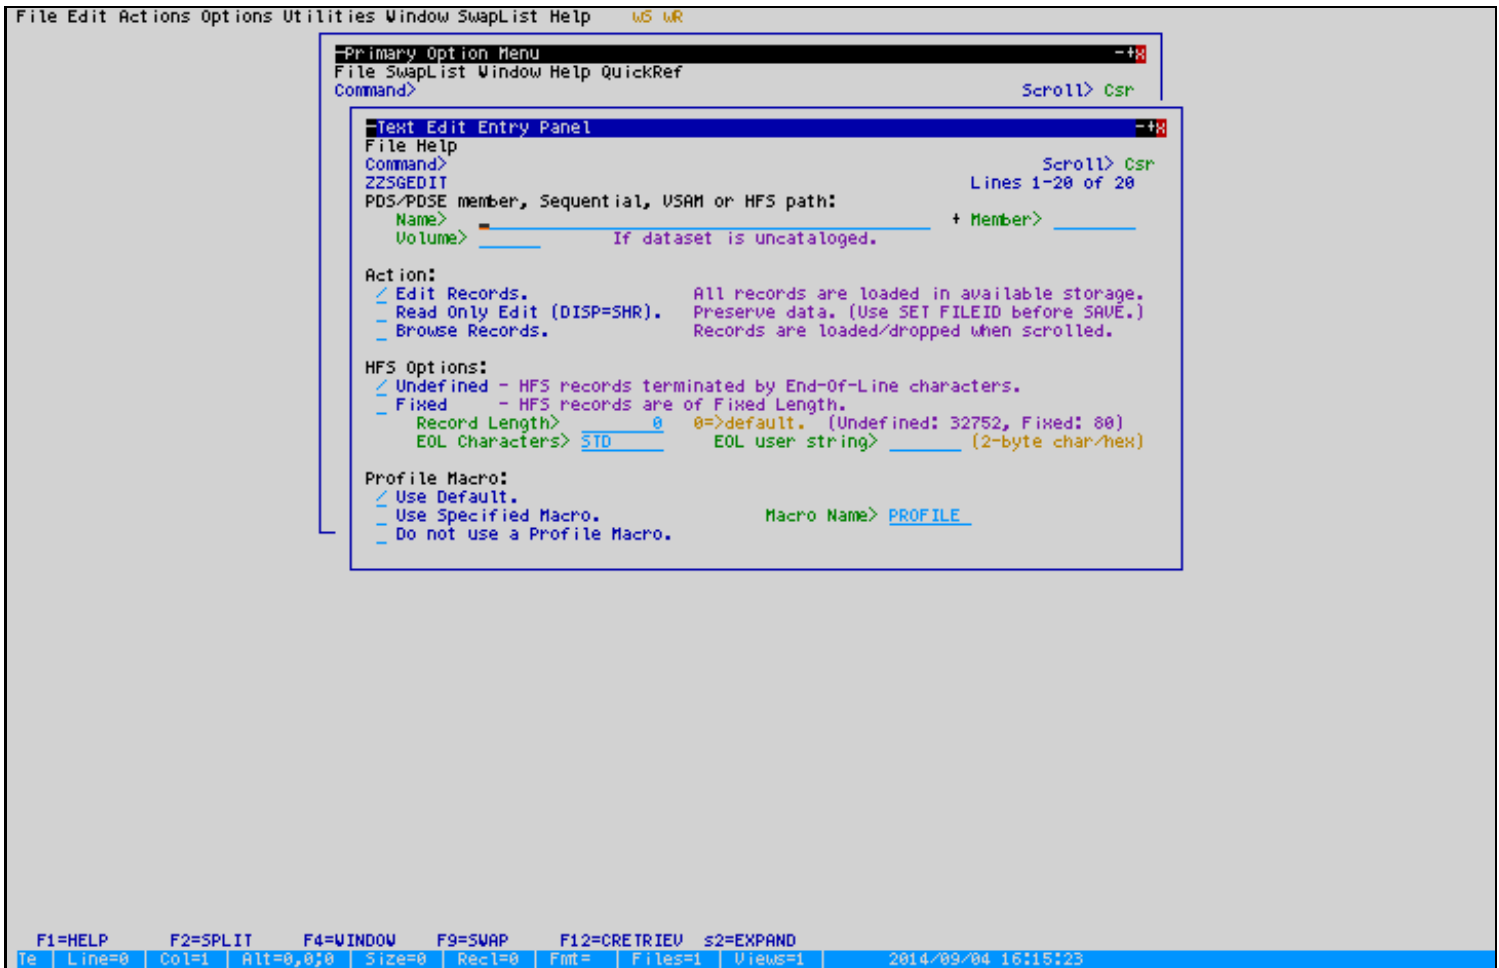 File Edit Actions Options Utilities Window SwapList Help WS WR
Primary Option Menu -+x
File SwapList Window Help QuickRef
Command> Scroll> Csr
Text Edit Entry Panel -+x
File Help
Command> Scroll> Csr
ZZSGEDIT Lines 1-20 of 20
PDS/PDSE member, Sequential, VSAM or HFS path:
Name> + Member>
Volume> If dataset is uncataloged.
Action:
/ Edit Records. All records are loaded in available storage.
Read Only Edit (DISP=SHR). Preserve data. (Use SET FILEID before SAVE.)
Browse Records. Records are loaded/dropped when scrolled.
HFS Options:
/ Undefined - HFS records terminated by End-Of-Line characters.
Fixed - HFS records are of Fixed Length.
Record Length> 0 0=>default. (Undefined: 32752, Fixed: 80)
EOL Characters> STD EOL user string> (2-byte char/hex)
Profile Macro:
/ Use Default.
Use Specified Macro. Macro Name> PROFILE
Do not use a Profile Macro.
F1=HELP F2=SPLIT F4=WINDOW F9=SWAP F12=CRETRIEV s2=EXPAND
Te Line=0 Col=1 Alt=0,0;0 Size=0 Recl=0 Fmt= Files=1 Views=1 2014/09/04 16:15:23